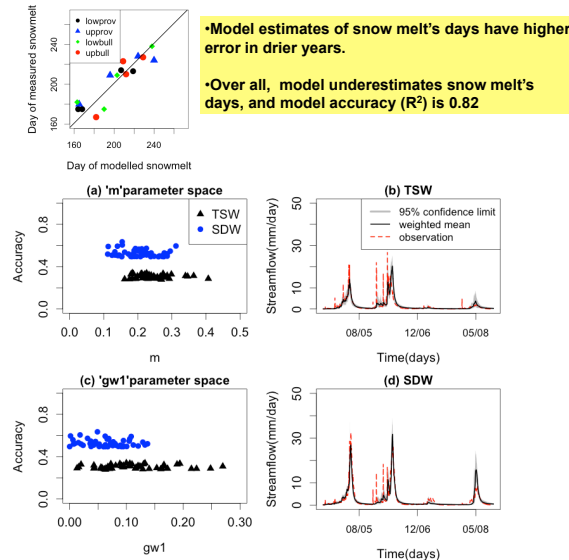 lowprov
upprov
lowbull
upbull
Day of measured snowmelt
160
200
240
160
200
240
Day of modelled snowmelt
•Model estimates of snow melt's days have higher
error in drier years.
•Over all, model underestimates snow melt's
days, and model accuracy (R²) is 0.82
(a) 'm'parameter space
TSW
SDW
Accuracy
0.0
0.4
0.8
0.0
0.1
0.2
0.3
0.4
0.5
m
(b) TSW
95% confidence limit
weighted mean
observation
Streamflow(mm/day)
0
10
30
50
08/05
12/06
05/08
Time(days)
(c) 'gw1'parameter space
Accuracy
0.0
0.4
0.8
0.00
0.10
0.20
0.30
gw1
(d) SDW
Streamflow(mm/day)
0
10
30
50
08/05
12/06
05/08
Time(days)